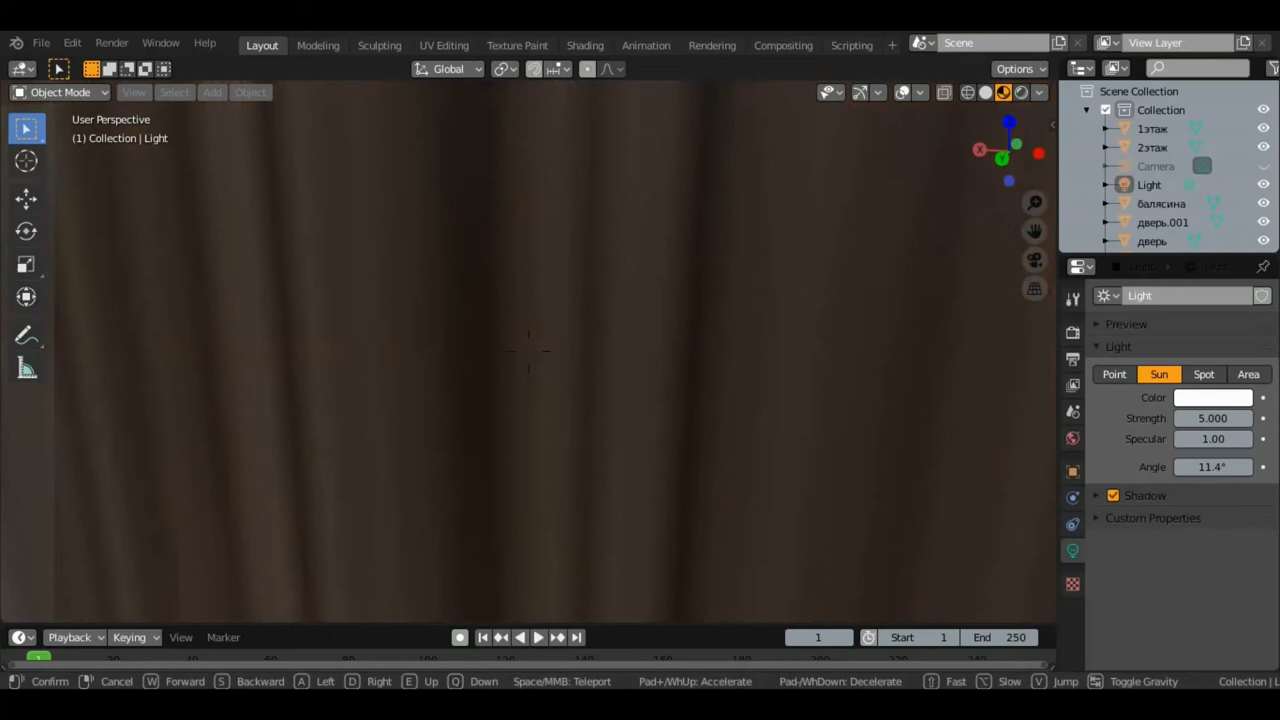 File Edit Render Window Help Layout Modeling Sculpting UV Editing Texture Paint Shading Animation Rendering Compositing Scripting + Scene View Layer
Global Options
Object Mode View Select Add Object
Scene Collection
User Perspective
(1) Collection | Light
Collection
1этаж
2этаж
Camera
Light
балясина
дверь.001
дверь
X
Y
Z
Light
Preview
Light
Point Sun Spot Area
Color
Strength 5.000
Specular 1.00
Angle 11.4°
Shadow
Custom Properties
Playback Keying View Marker 1 Start 1 End 250
1
Confirm Cancel W Forward S Backward A Left D Right E Up Q Down Space/MMB: Teleport Pad+/WhUp: Accelerate Pad-/WhDown: Decelerate Fast Slow V Jump Toggle Gravity Collection | L